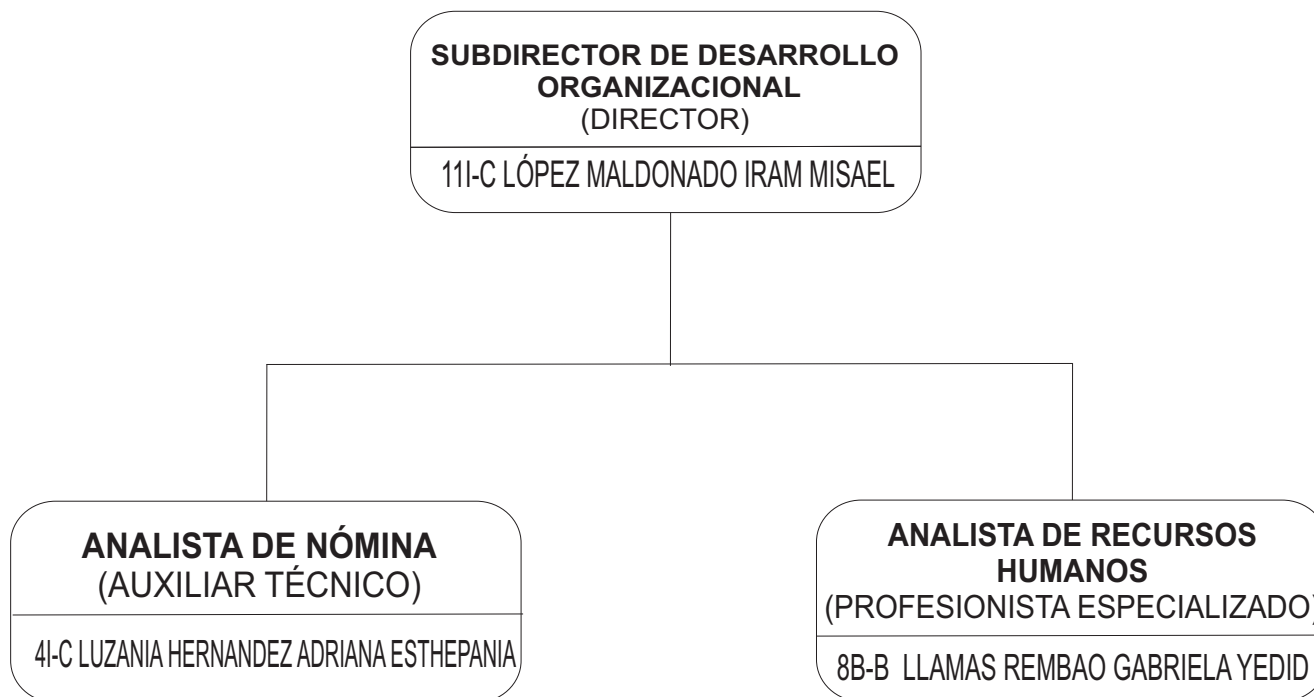 SUBDIRECTOR DE DESARROLLO
ORGANIZACIONAL
(DIRECTOR)
11I-C LÓPEZ MALDONADO IRAM MISAEL
ANALISTA DE NÓMINA
(AUXILIAR TÉCNICO)
4I-C LUZANIA HERNANDEZ ADRIANA ESTHEPANIA
ANALISTA DE RECURSOS
HUMANOS
(PROFESIONISTA ESPECIALIZADO)
8B-B LLAMAS REMBAO GABRIELA YEDID